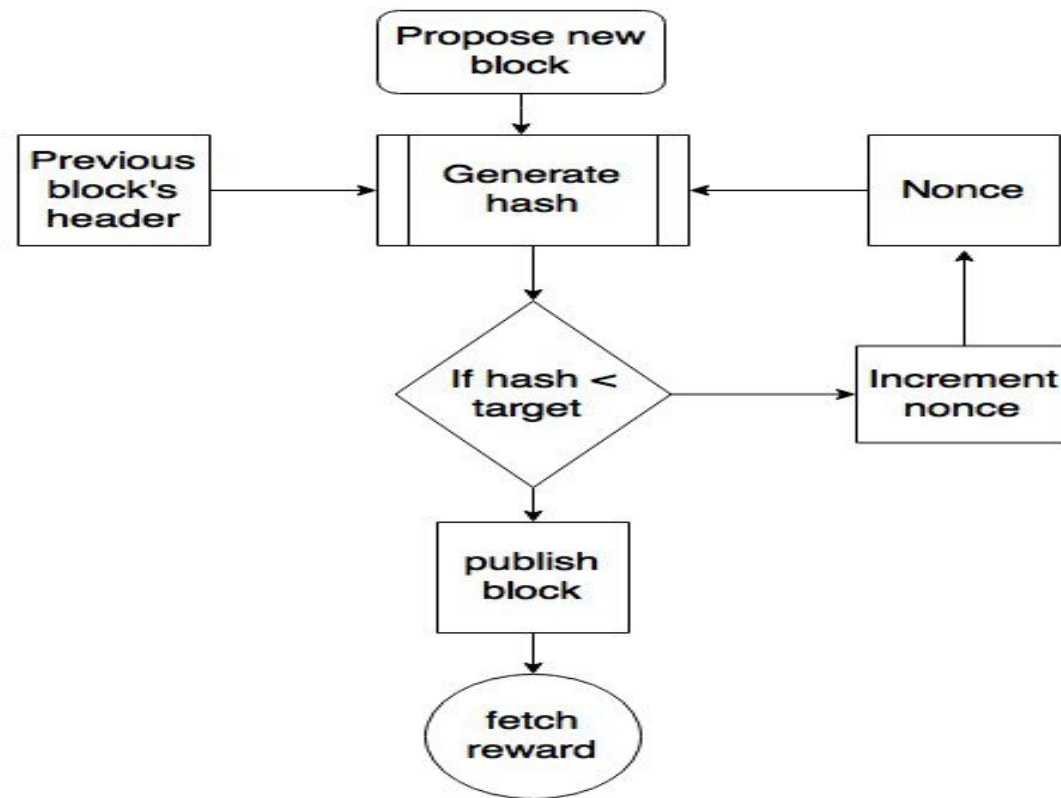 Propose new
block
Previous
block's
header
Generate
hash
Nonce
If hash <
target
Increment
nonce
publish
block
fetch
reward